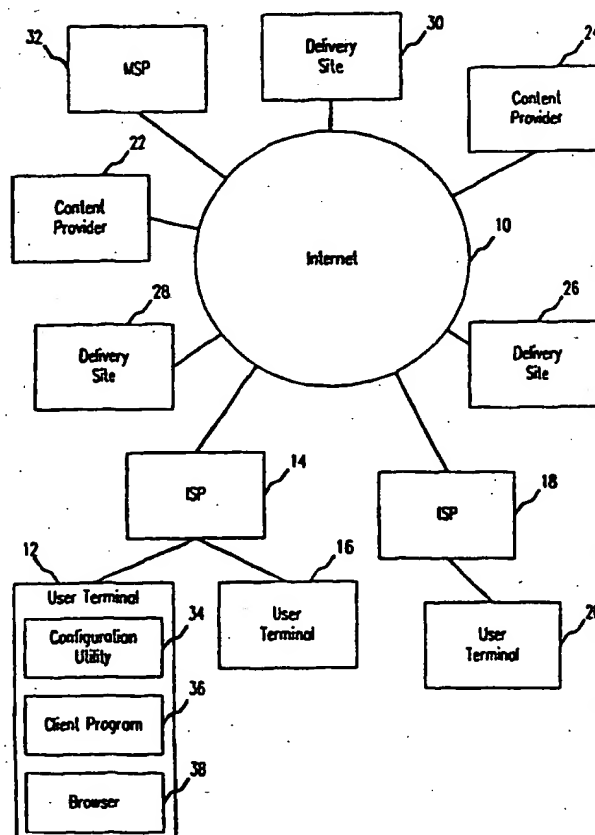 32
MSP
30
Delivery
Site
24
Content
Provider
22
Content
Provider
Internet
10
28
Delivery
Site
26
Delivery
Site
14
ISP
18
ISP
12
User Terminal
34
Configuration
Utility
36
Client Program
38
Browser
16
User
Terminal
User
Terminal